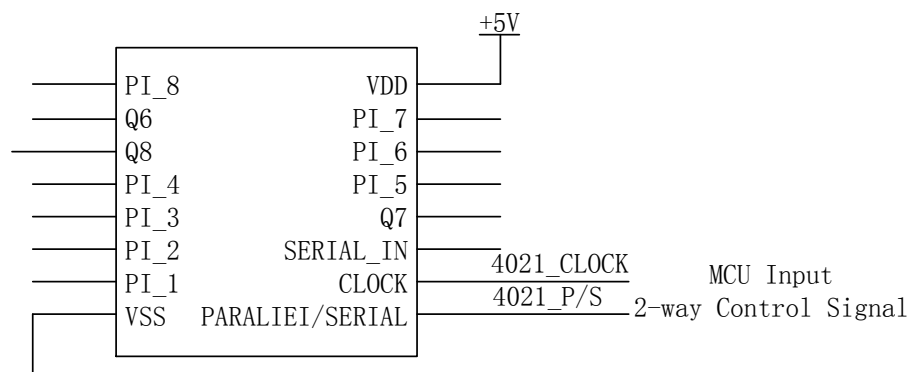 +5V
PI_8 VDD
Q6 PI_7
Q8 PI_6
PI_4 PI_5
PI_3 Q7
PI_2 SERIAL_IN
PI_1 CLOCK
VSS PARALIEI/SERIAL
4021_CLOCK
4021_P/S
MCU Input
2-way Control Signal